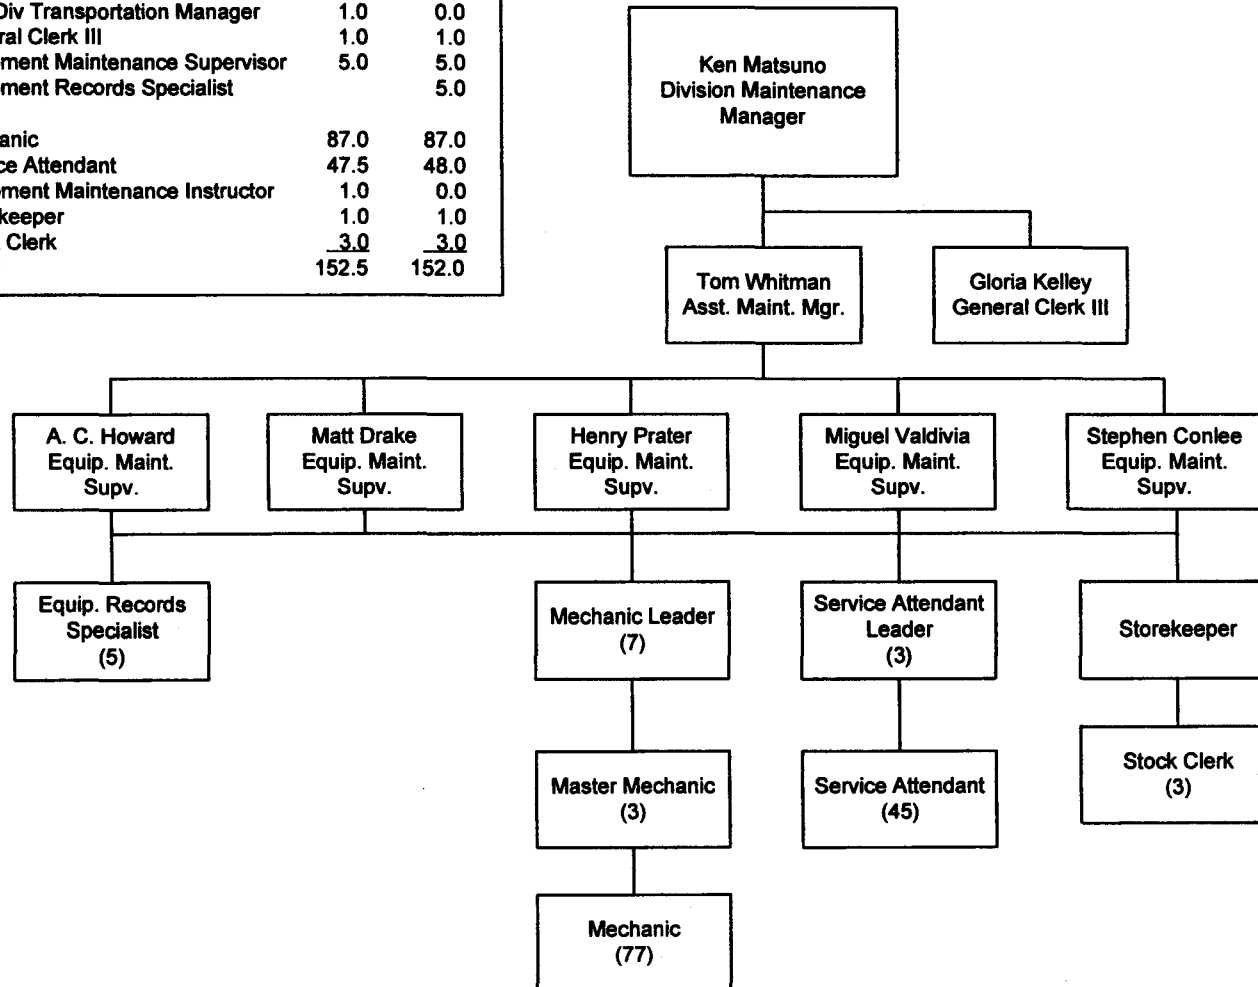 Div Transportation Manager 1.0 0.0
ral Clerk III 1.0 1.0
ment Maintenance Supervisor 5.0 5.0
ment Records Specialist 5.0
anic 87.0 87.0
ce Attendant 47.5 48.0
ment Maintenance Instructor 1.0 0.0
keeper 1.0 1.0
Clerk 3.0 3.0
152.5 152.0
Ken Matsuno
Division Maintenance
Manager
Tom Whitman
Asst. Maint. Mgr.
Gloria Kelley
General Clerk III
A. C. Howard
Equip. Maint.
Supv.
Matt Drake
Equip. Maint.
Supv.
Henry Prater
Equip. Maint.
Supv.
Miguel Valdivia
Equip. Maint.
Supv.
Stephen Conlee
Equip. Maint.
Supv.
Equip. Records
Specialist
(5)
Mechanic Leader
(7)
Service Attendant
Leader
(3)
Storekeeper
Master Mechanic
(3)
Service Attendant
(45)
Stock Clerk
(3)
Mechanic
(77)